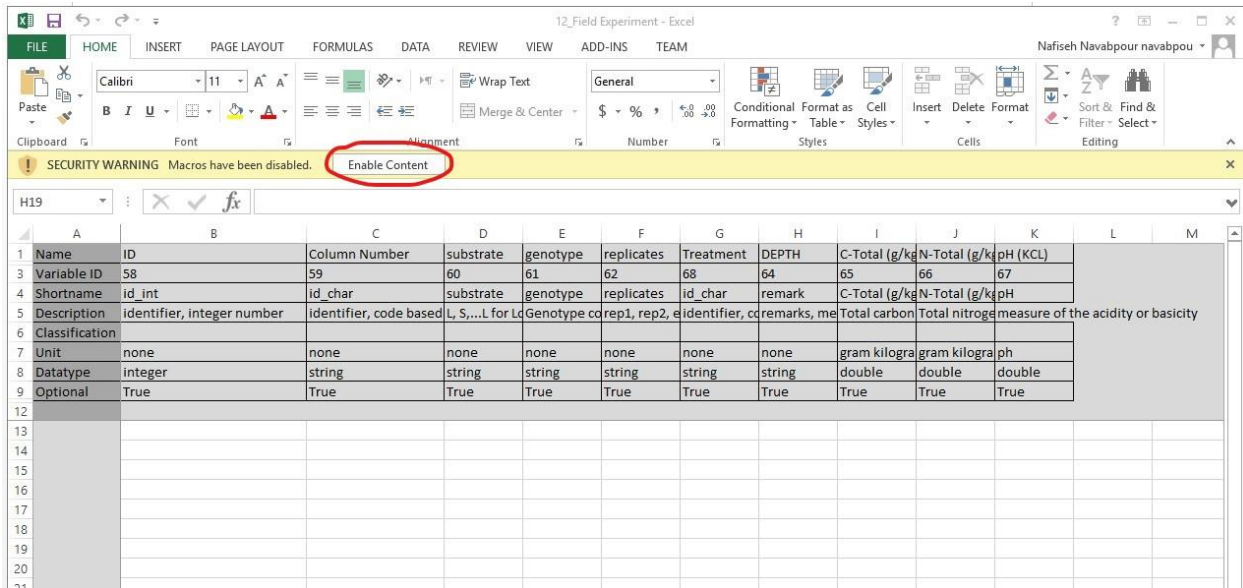 12_Field Experiment - Excel
FILE HOME INSERT PAGE LAYOUT FORMULAS DATA REVIEW VIEW ADD-INS TEAM Nafiseh Navabpour navabpou
Calibri 11 A A Wrap Text General
Paste B I U Merge & Center $ % , .0 .00 Conditional Formatting Format as Table Cell Styles Insert Delete Format Sort & Filter Find & Select
Clipboard Font Alignment Number Styles Cells Editing
SECURITY WARNING Macros have been disabled. Enable Content
H19 fx
A B C D E F G H I J K L M
1 Name ID Column Number substrate genotype replicates Treatment DEPTH C-Total (g/kg N-Total (g/kg pH (KCL)
3 Variable ID 58 59 60 61 62 68 64 65 66 67
4 Shortname id_int id_char substrate genotype replicates id_char remark C-Total (g/kg N-Total (g/kg pH
5 Description identifier, integer number identifier, code based L, S,...L for Lo Genotype co rep1, rep2, e identifier, co remarks, me Total carbon Total nitroge measure of the acidity or basicity
6 Classification
7 Unit none none none none none none none gram kilogra gram kilogra ph
8 Datatype integer string string string string string string double double double
9 Optional True True True True True True True True True True
12
13
14
15
16
17
18
19
20
21